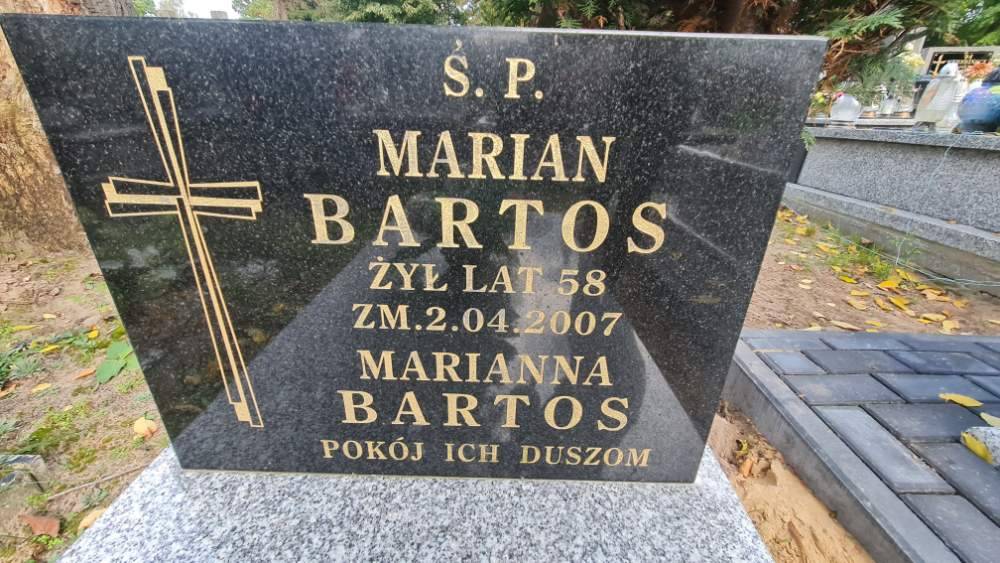 Ś. P.
MARIAN
BARTOS
ŻYŁ LAT 58
ZM.2.04.2007
MARIANNA
BARTOS
POKÓJ ICH DUSZOM